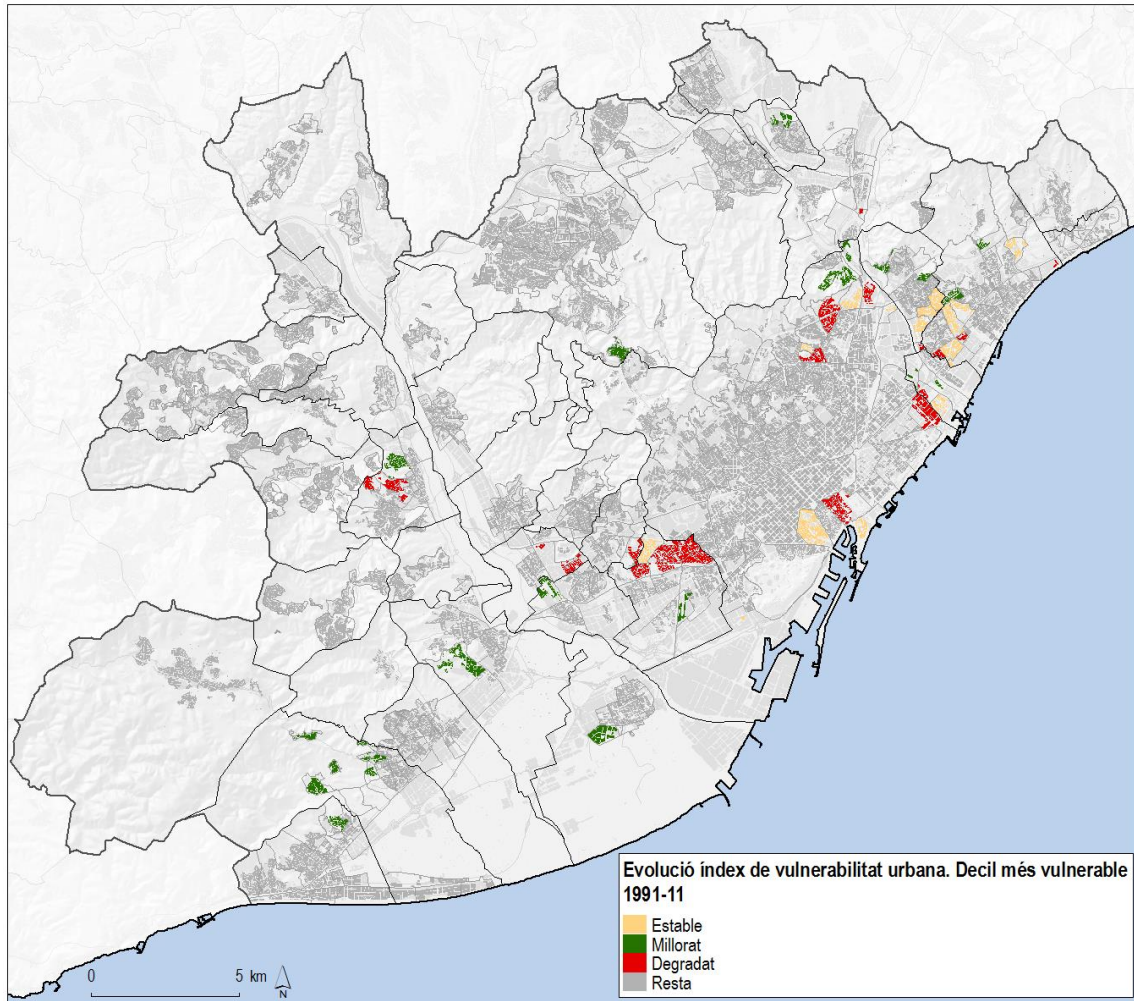 Evolució índex de vulnerabilitat urbana. Decil més vulnerable
1991-11
Estable
Millorat
Degradat
Resta
0 5 km
N